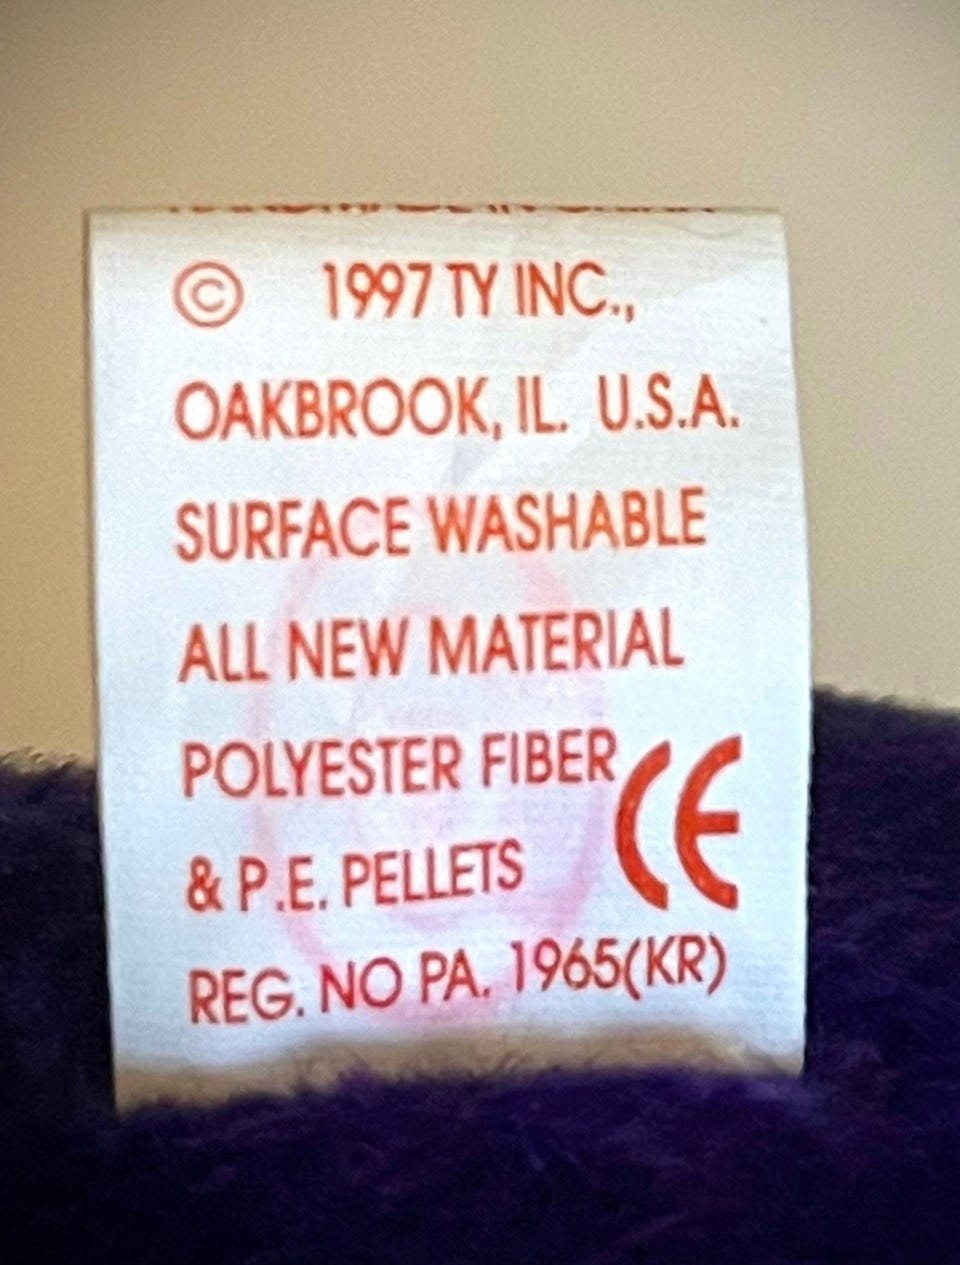 © 1997 TY INC.,
OAKBROOK, IL. U.S.A.
SURFACE WASHABLE
ALL NEW MATERIAL
POLYESTER FIBER
& P.E. PELLETS
CE
REG. NO PA. 1965(KR)